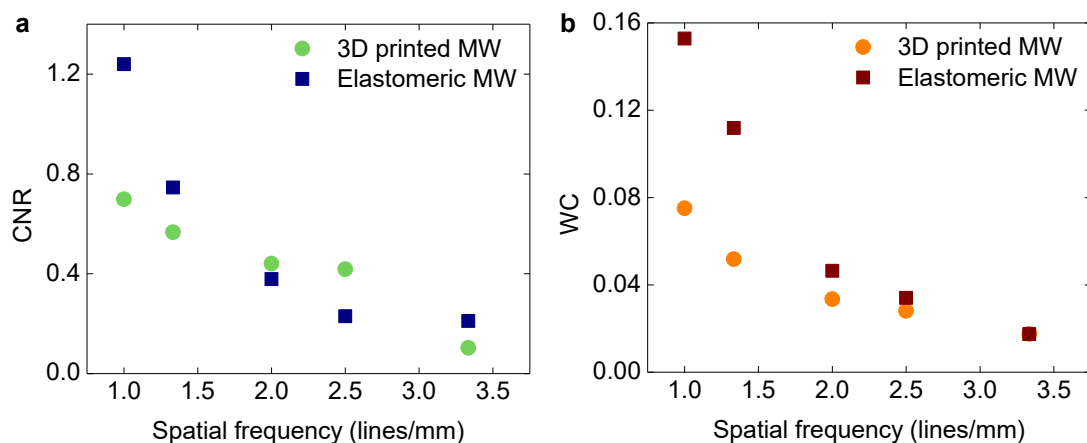 a
3D printed MW
Elastomeric MW
1.2
0.8
0.4
0.0
CNR
1.0 1.5 2.0 2.5 3.0 3.5
Spatial frequency (lines/mm)
b
3D printed MW
Elastomeric MW
0.16
0.12
0.08
0.04
0.00
WC
1.0 1.5 2.0 2.5 3.0 3.5
Spatial frequency (lines/mm)